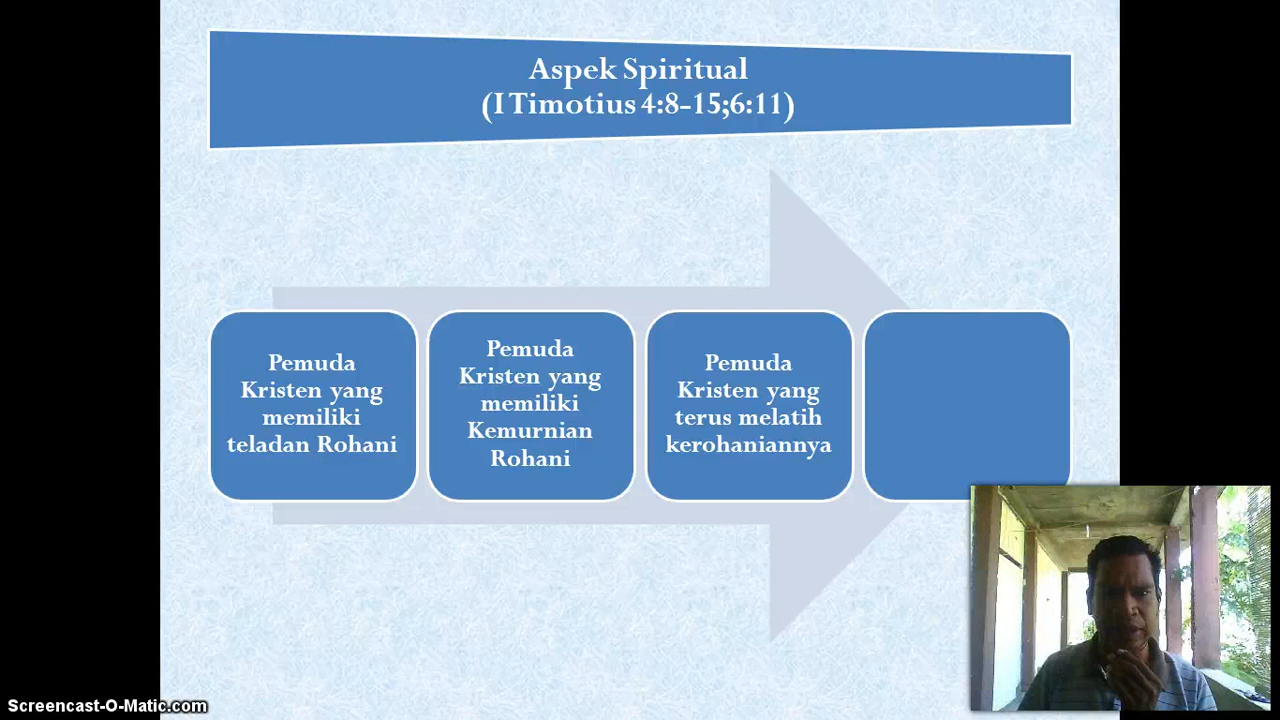 Aspek Spiritual
(I Timotius 4:8-15;6:11)
Pemuda
Kristen yang
memiliki
teladan Rohani
Pemuda
Kristen yang
memiliki
Kemurnian
Rohani
Pemuda
Kristen yang
terus melatih
kerohaniannya
Screencast-O-Matic.com